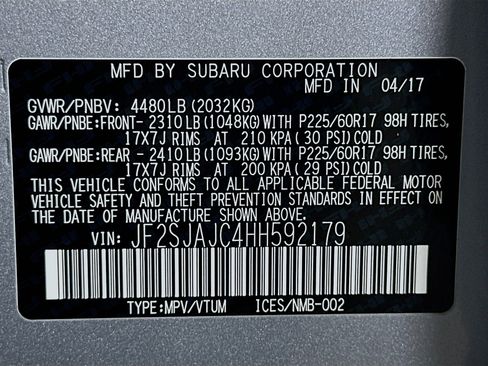 MFD BY SUBARU CORPORATION
MFD IN 04/17
GVWR/PNBV: 4480LB(2032KG)
GAWR/PNBE:FRONT- 2310LB(1048KG)WITH P225/60R17 98H TIRES,
17X7J RIMS AT 210 KPA(30 PSI)COLD
GAWR/PNBE:REAR - 2410LB(1093KG)WITH P225/60R17 98H TIRES,
17X7J RIMS AT 200 KPA(29 PSI)COLD
THIS VEHICLE CONFORMS TO ALL APPLICABLE FEDERAL MOTOR
VEHICLE SAFETY AND THEFT PREVENTION STANDARDS IN EFFECT
ON THE DATE OF MANUFACTURE SHOWN ABOVE.
VIN: JF2SJAJC4HH592179
TYPE:MPV/VTUM ICES/NMB-002